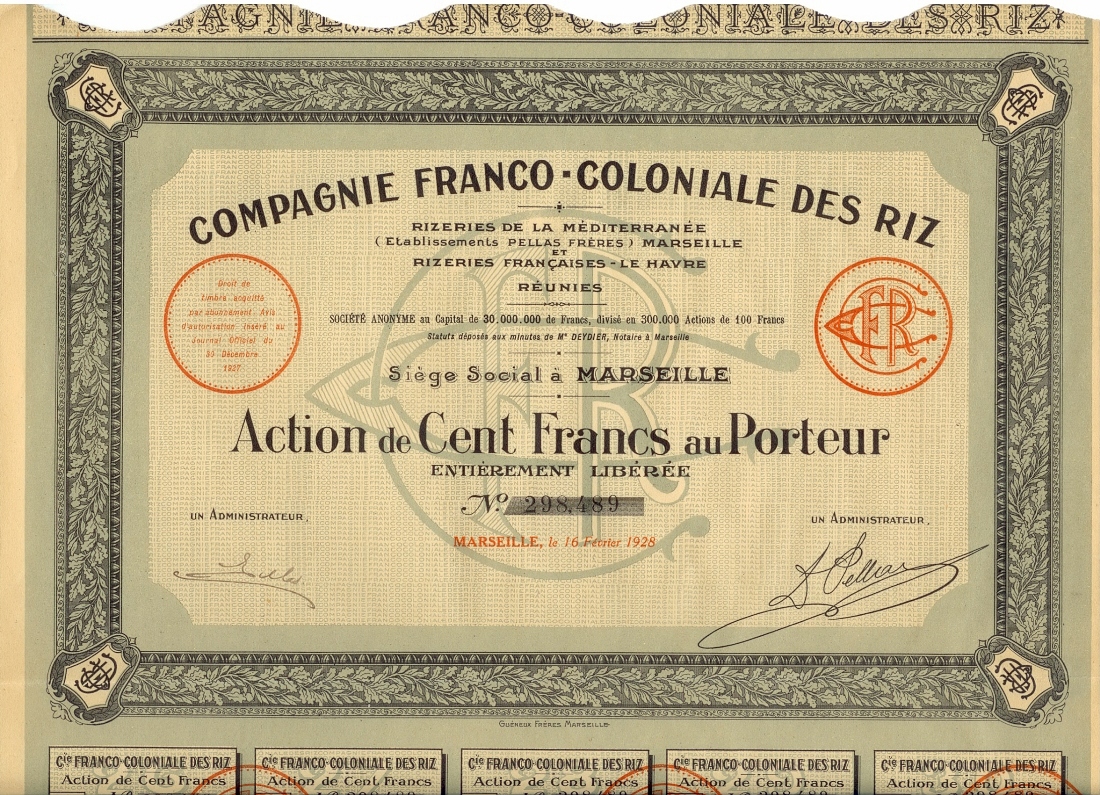 COMPAGNIE FRANCO-COLONIALE DES RIZ
COMPAGNIE FRANCO-COLONIALE DES RIZ
RIZERIES DE LA MÉDITERRANÉE
(Etablissements PELLAS FRÈRES) MARSEILLE
ET
RIZERIES FRANÇAISES-LE HAVRE
RÉUNIES
Droit de
timbre acquitté
par abonnement Avis
d'autorisation inséré au
Journal Officiel du
30 Décembre
1927
CFRC
SOCIÉTÉ ANONYME au Capital de 30.000.000 de Francs, divisé en 300.000 Actions de 100 Francs
Statuts déposés aux minutes de Me DEYDIER, Notaire à Marseille
Siège Social à MARSEILLE
Action de Cent Francs au Porteur
ENTIÈREMENT LIBÉRÉE
No. 298,489
UN ADMINISTRATEUR,
UN ADMINISTRATEUR,
MARSEILLE, le 16 Février 1928
Pellas
GUÉNEUX FRÈRES MARSEILLE
Cie FRANCO-COLONIALE DES RIZ
Action de Cent Francs
Cie FRANCO-COLONIALE DES RIZ
Action de Cent Francs
Cie FRANCO-COLONIALE DES RIZ
Action de Cent Francs
Cie FRANCO-COLONIALE DES RIZ
Action de Cent Francs
Cie FRANCO-COLONIALE DES RIZ
Action de Cent Francs